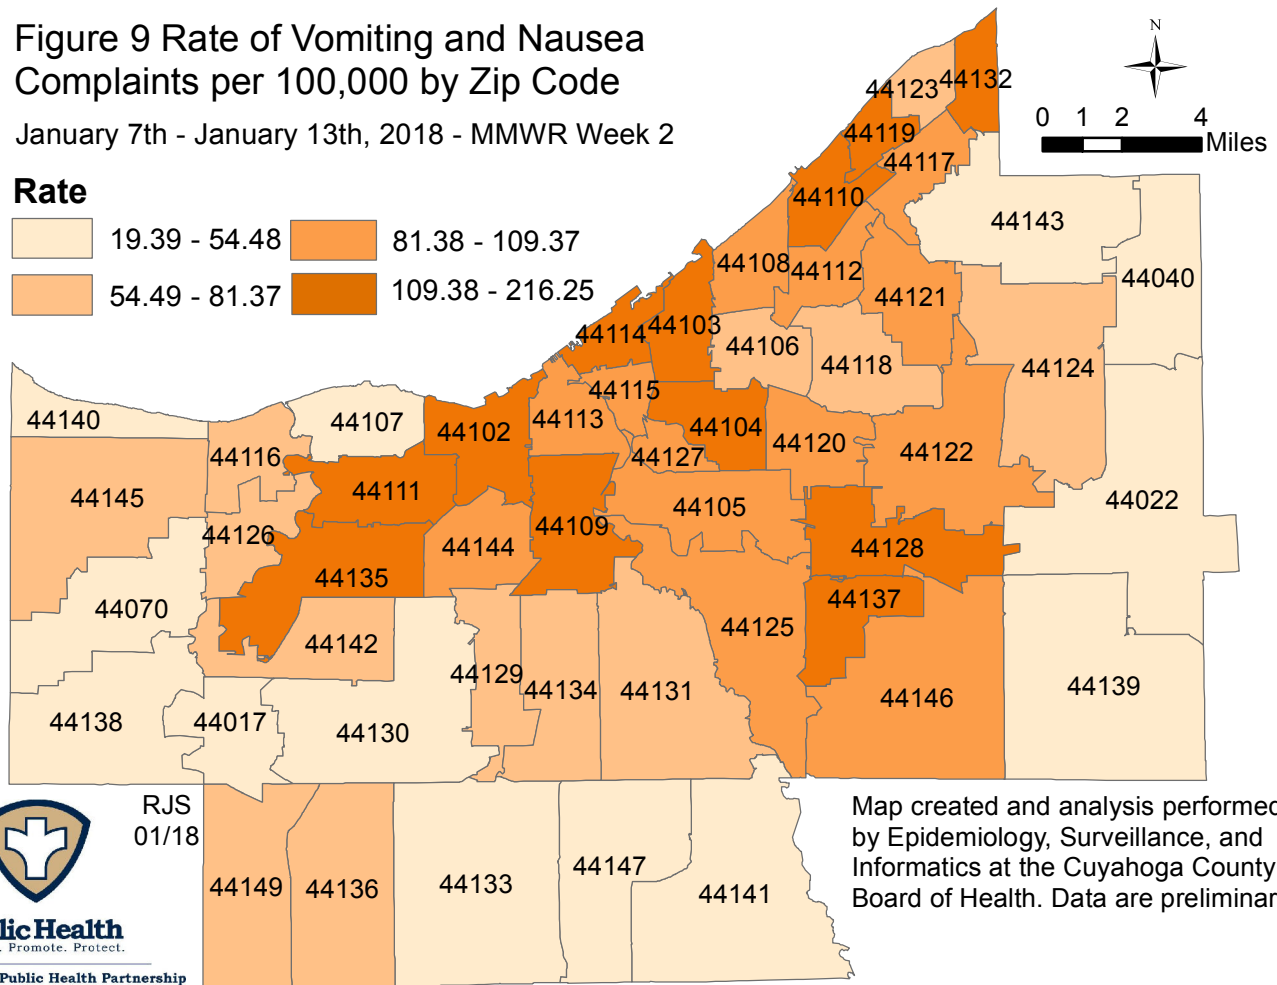 Figure 9 Rate of Vomiting and Nausea
Complaints per 100,000 by Zip Code
January 7th - January 13th, 2018 - MMWR Week 2
Rate
19.39 - 54.48
81.38 - 109.37
54.49 - 81.37
109.38 - 216.25
N
0 1 2 4
Miles
44123
44132
44119
44117
44110
44143
44108
44112
44040
44121
44114
44103
44106
44118
44124
44115
44140
44107
44102
44113
44104
44120
44122
44116
44127
44145
44111
44105
44022
44126
44109
44144
44128
44135
44070
44137
44125
44142
44129
44134
44131
44139
44146
44138
44017
44130
RJS
01/18
44149
44136
44133
44147
44141
Map created and analysis performed
by Epidemiology, Surveillance, and
Informatics at the Cuyahoga County
Board of Health. Data are preliminar
lic Health
. Promote. Protect.
Public Health Partnership